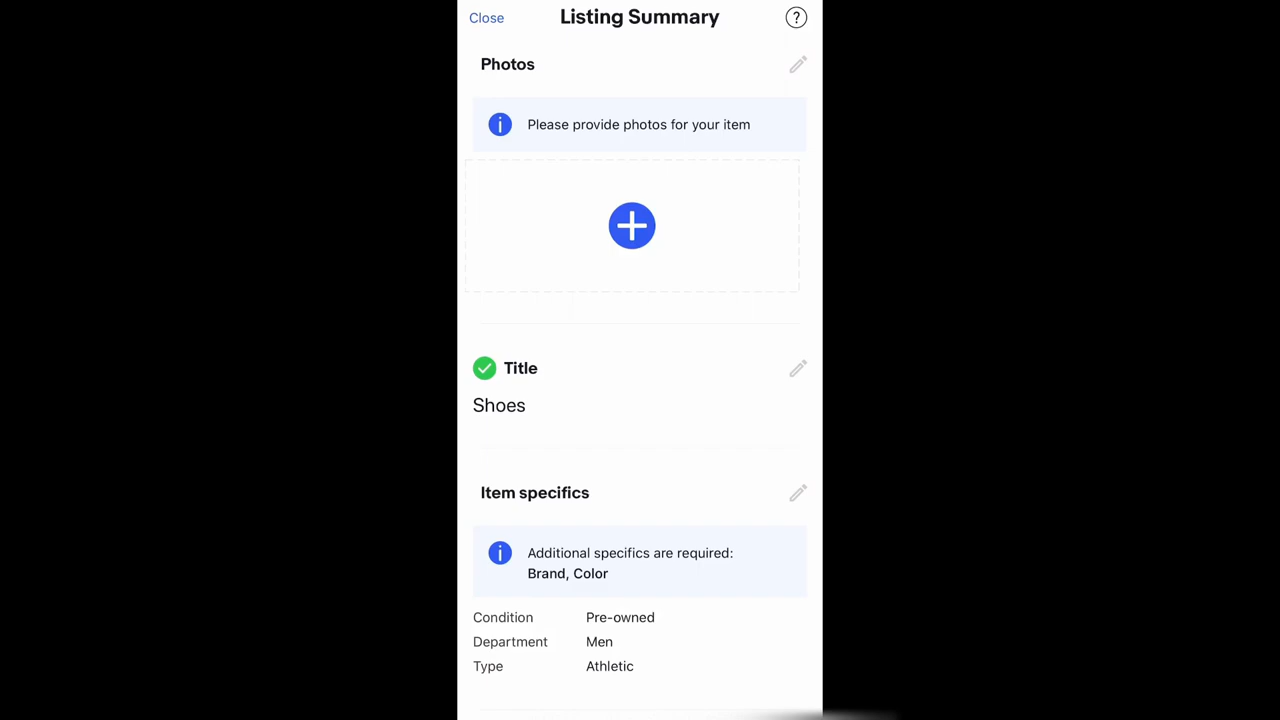 Close
Listing Summary
?
Photos
Please provide photos for your item
Title
Shoes
Item specifics
Additional specifics are required:
Brand, Color
Condition Pre-owned
Department Men
Type Athletic